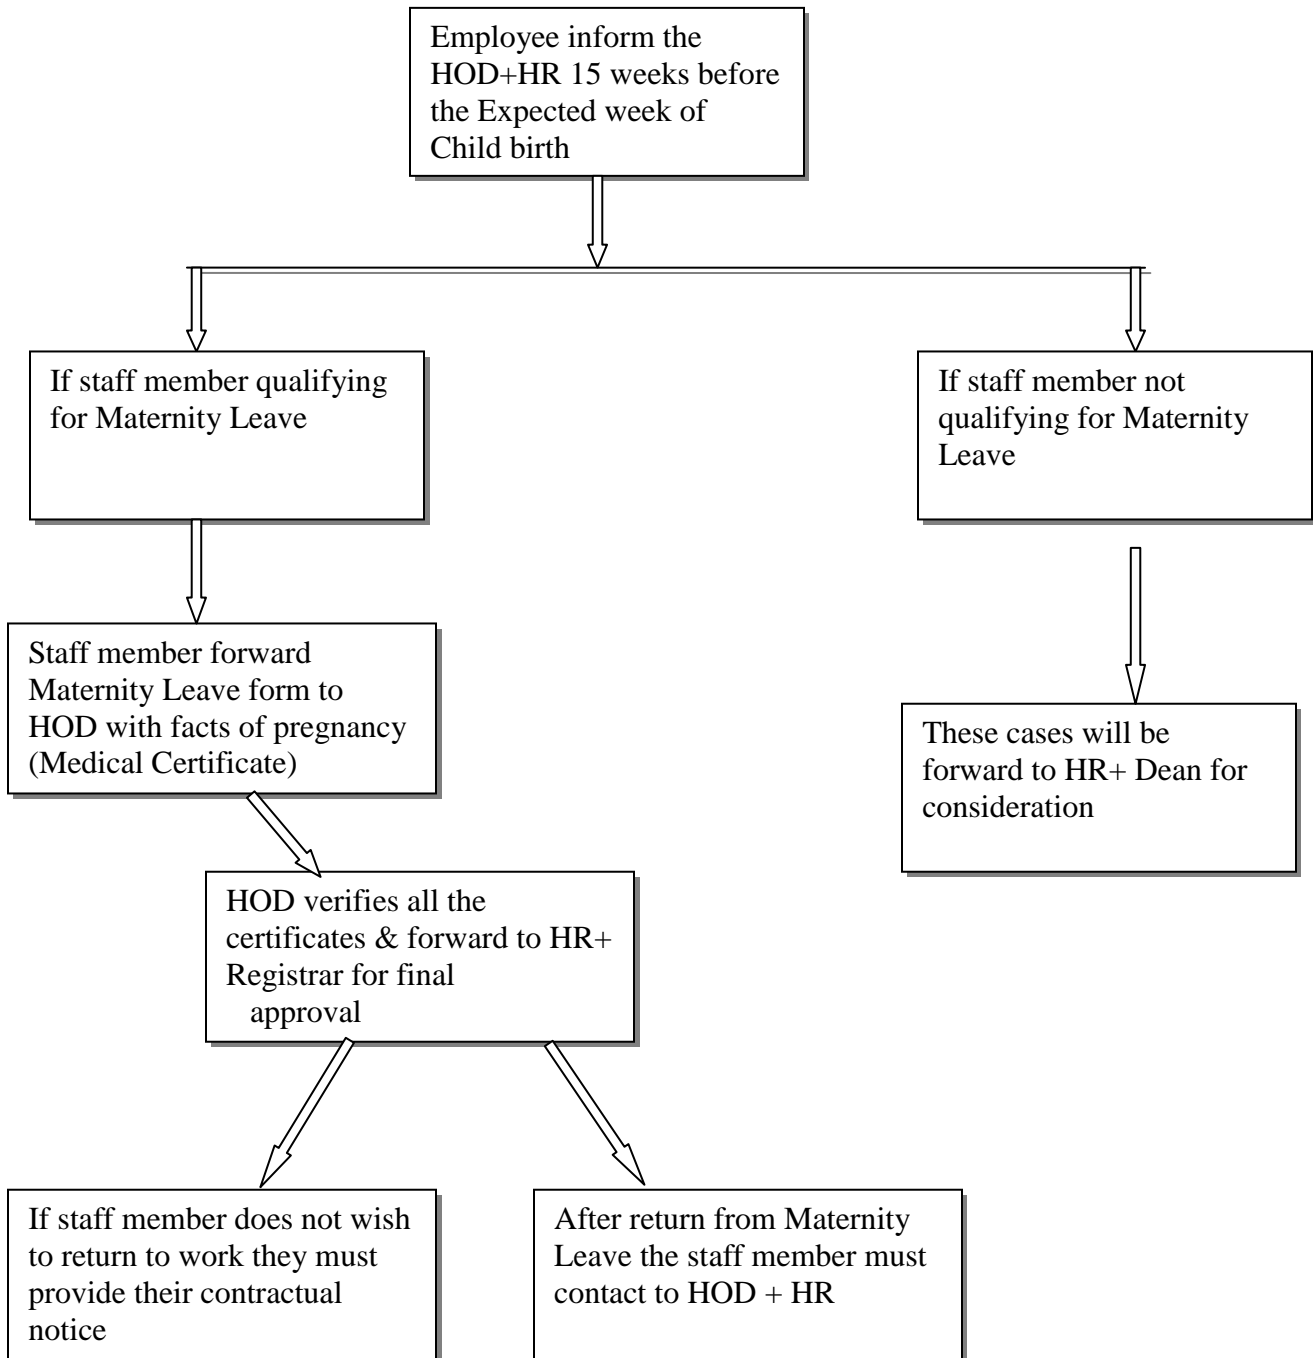 Employee inform the
HOD+HR 15 weeks before
the Expected week of
Child birth
If staff member qualifying
for Maternity Leave
If staff member not
qualifying for Maternity
Leave
Staff member forward
Maternity Leave form to
HOD with facts of pregnancy
(Medical Certificate)
These cases will be
forward to HR+ Dean for
consideration
HOD verifies all the
certificates & forward to HR+
Registrar for final
approval
If staff member does not wish
to return to work they must
provide their contractual
notice
After return from Maternity
Leave the staff member must
contact to HOD + HR